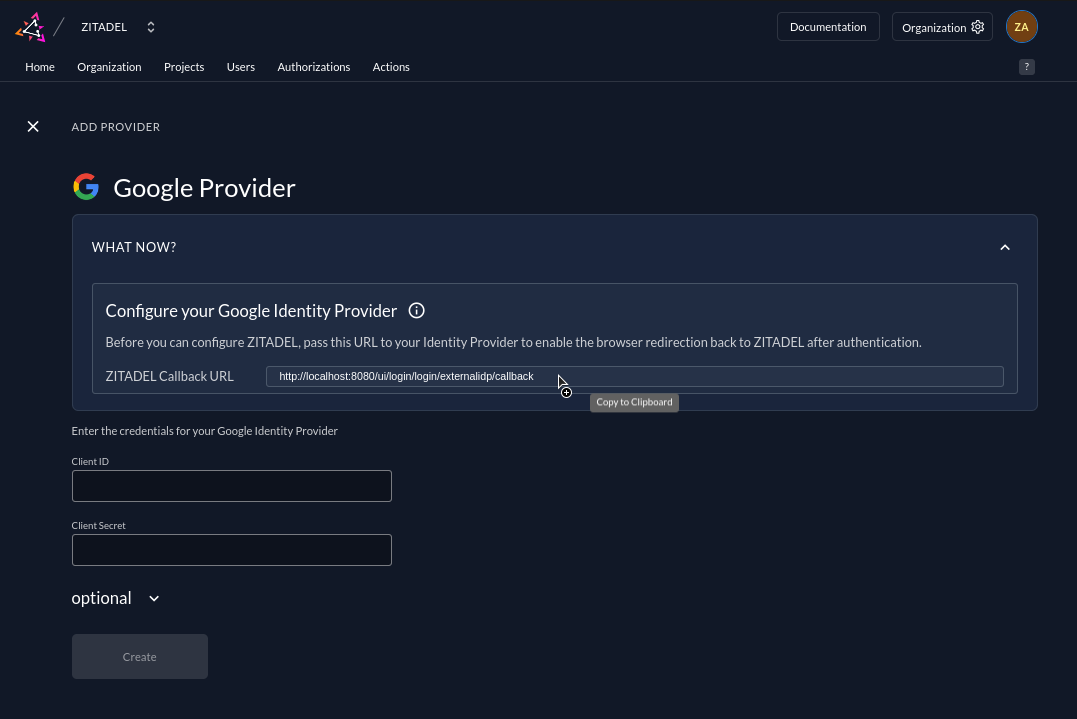 ZITADEL
Documentation
Organization
ZA
Home Organization Projects Users Authorizations Actions
?
ADD PROVIDER
Google Provider
WHAT NOW?
Configure your Google Identity Provider
Before you can configure ZITADEL, pass this URL to your Identity Provider to enable the browser redirection back to ZITADEL after authentication.
ZITADEL Callback URL http://localhost:8080/ui/login/login/externalidp/callback
Copy to Clipboard
Enter the credentials for your Google Identity Provider
Client ID
Client Secret
optional
Create